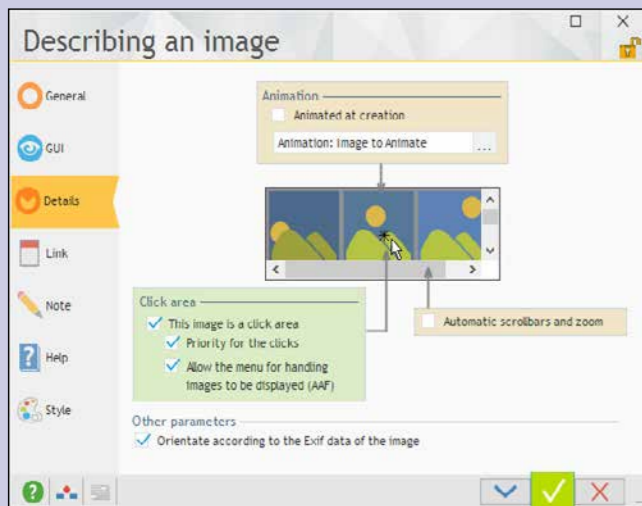 Describing an image
General
GUI
Details
Link
Note
Help
Style
Animation
Animated at creation
Animation: Image to Animate
...
Click area
This image is a click area
Priority for the clicks
Allow the menu for handling
images to be displayed (AAF)
Automatic scrollbars and zoom
Other parameters
Orientate according to the Exif data of the image